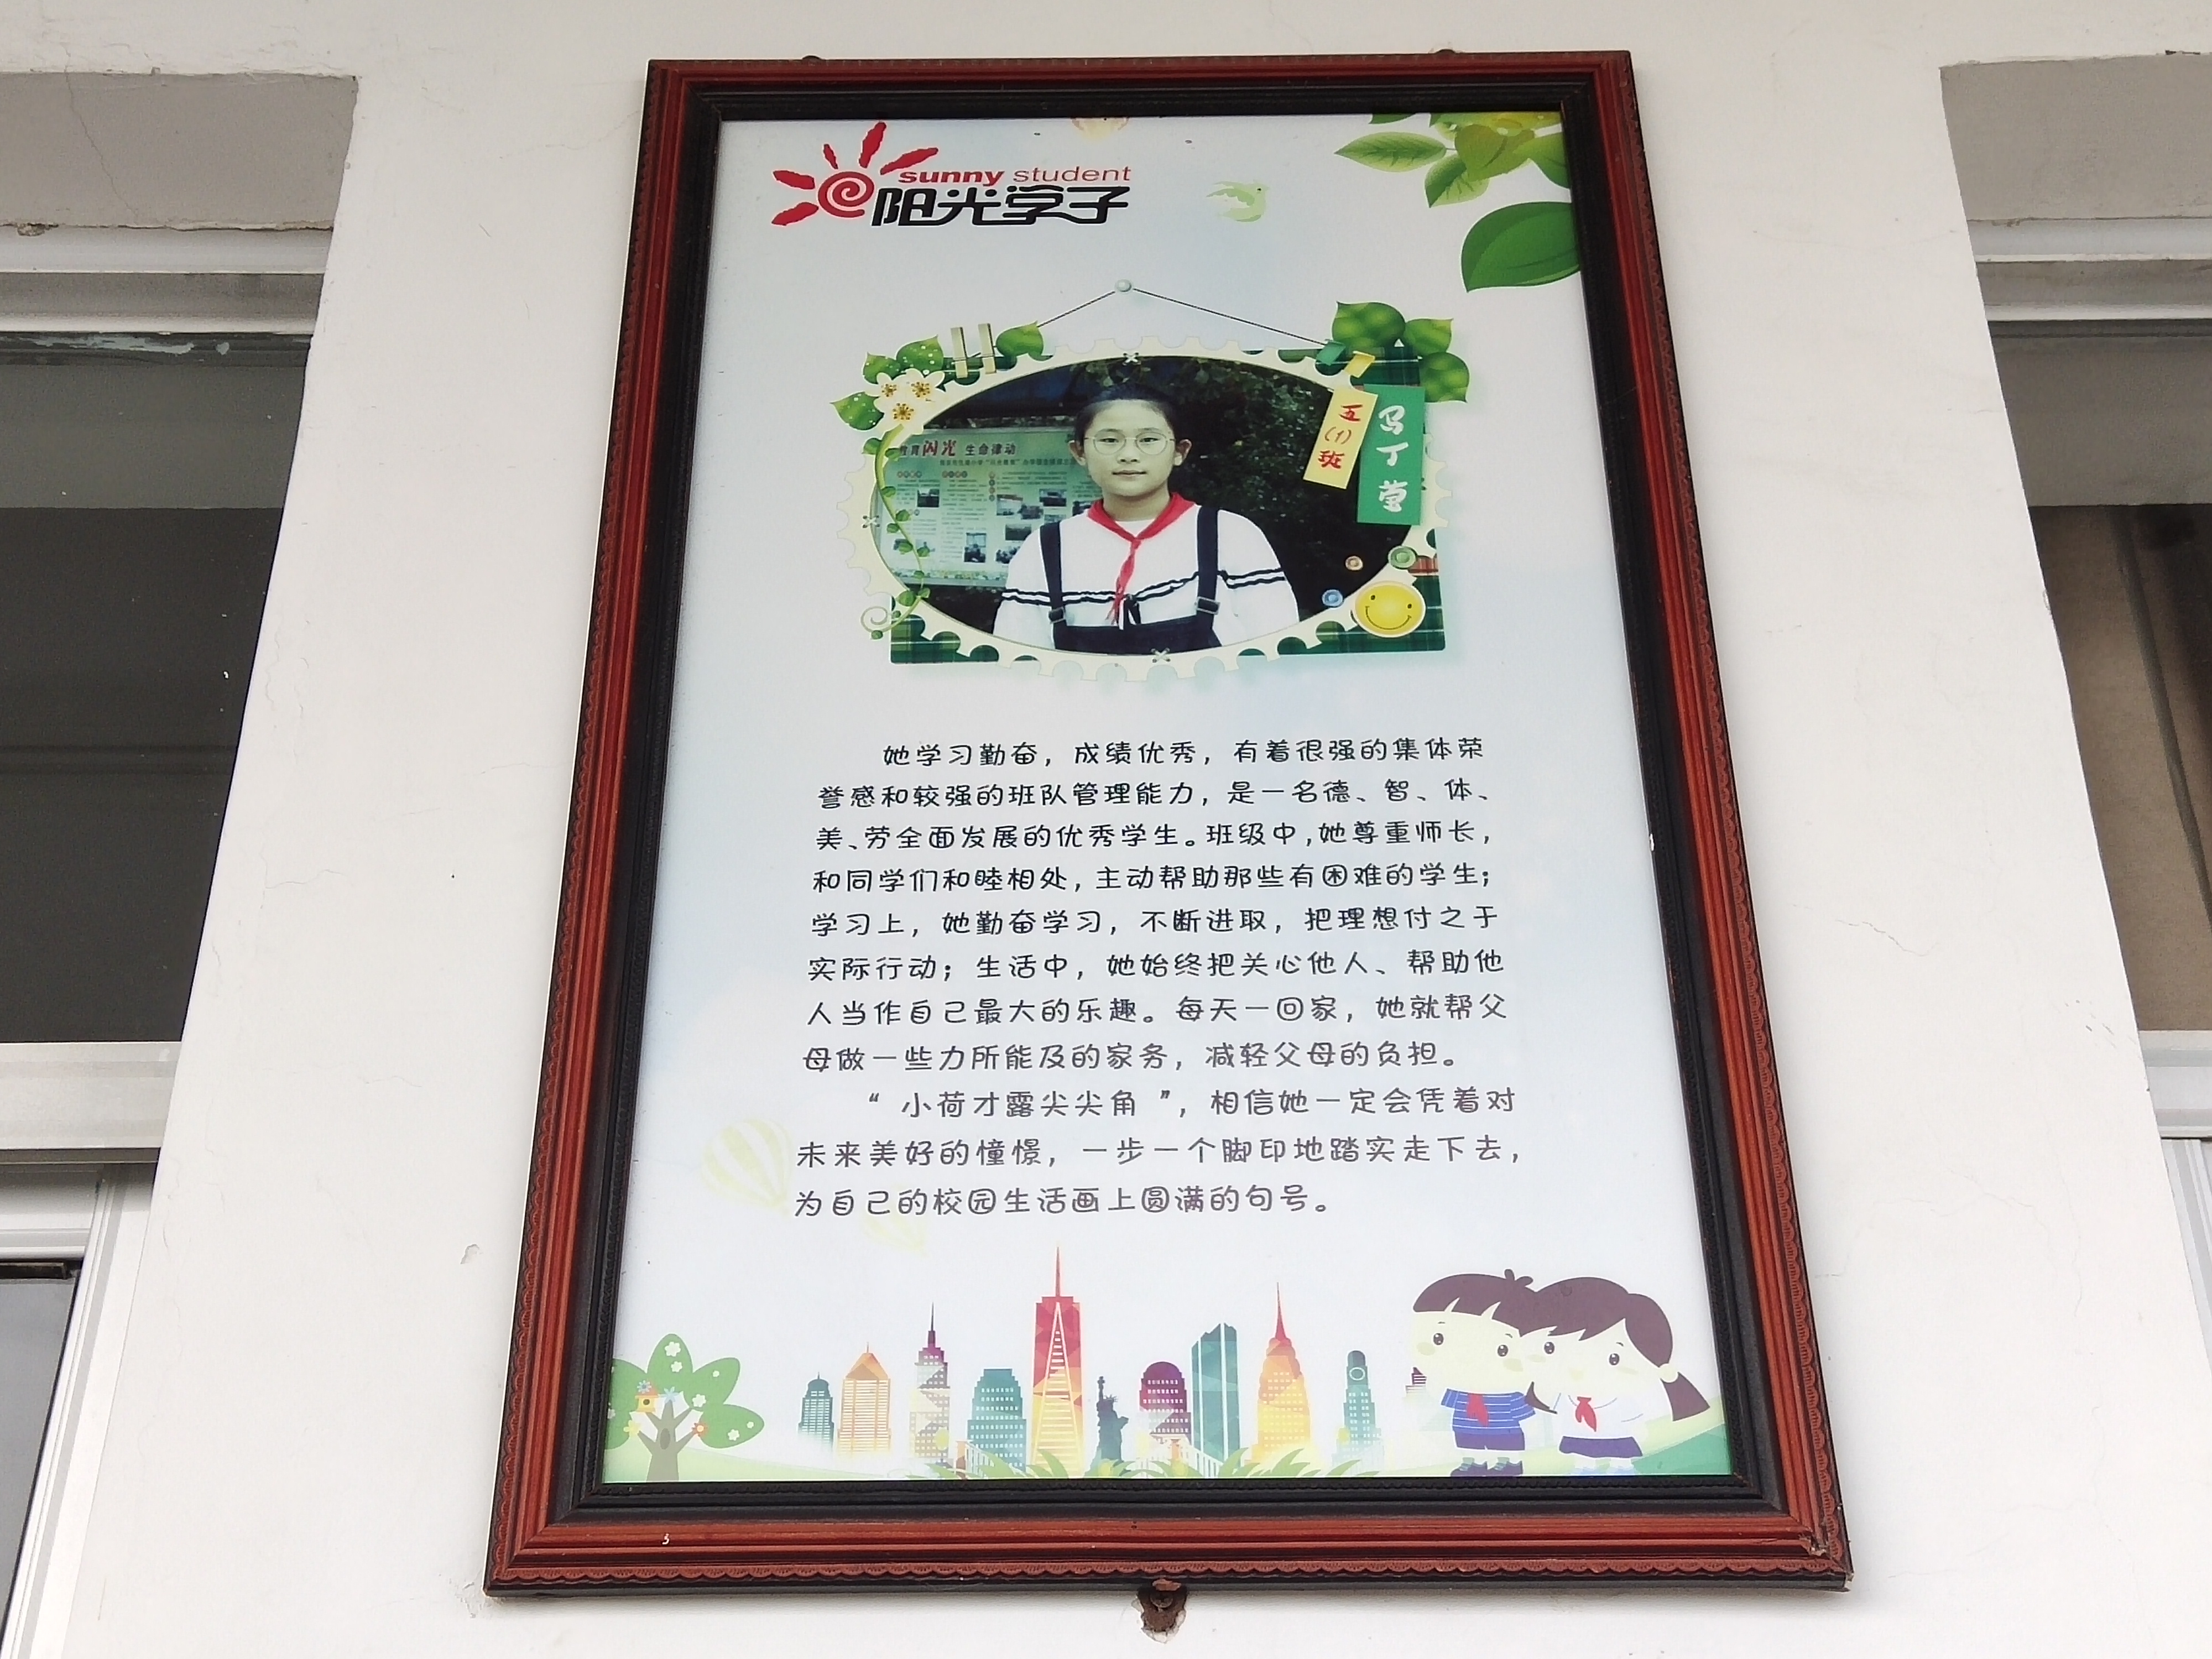 sunny student
阳光学子
五(1)班
马丁莹
教育闪光 生命律动
她学习勤奋，成绩优秀，有着很强的集体荣
誉感和较强的班队管理能力，是一名德、智、体、
美、劳全面发展的优秀学生。班级中，她尊重师长，
和同学们和睦相处，主动帮助那些有困难的学生；
学习上，她勤奋学习，不断进取，把理想付之于
实际行动；生活中，她始终把关心他人、帮助他
人当作自己最大的乐趣。每天一回家，她就帮父
母做一些力所能及的家务，减轻父母的负担。
“小荷才露尖尖角”，相信她一定会凭着对
未来美好的憧憬，一步一个脚印地踏实走下去，
为自己的校园生活画上圆满的句号。